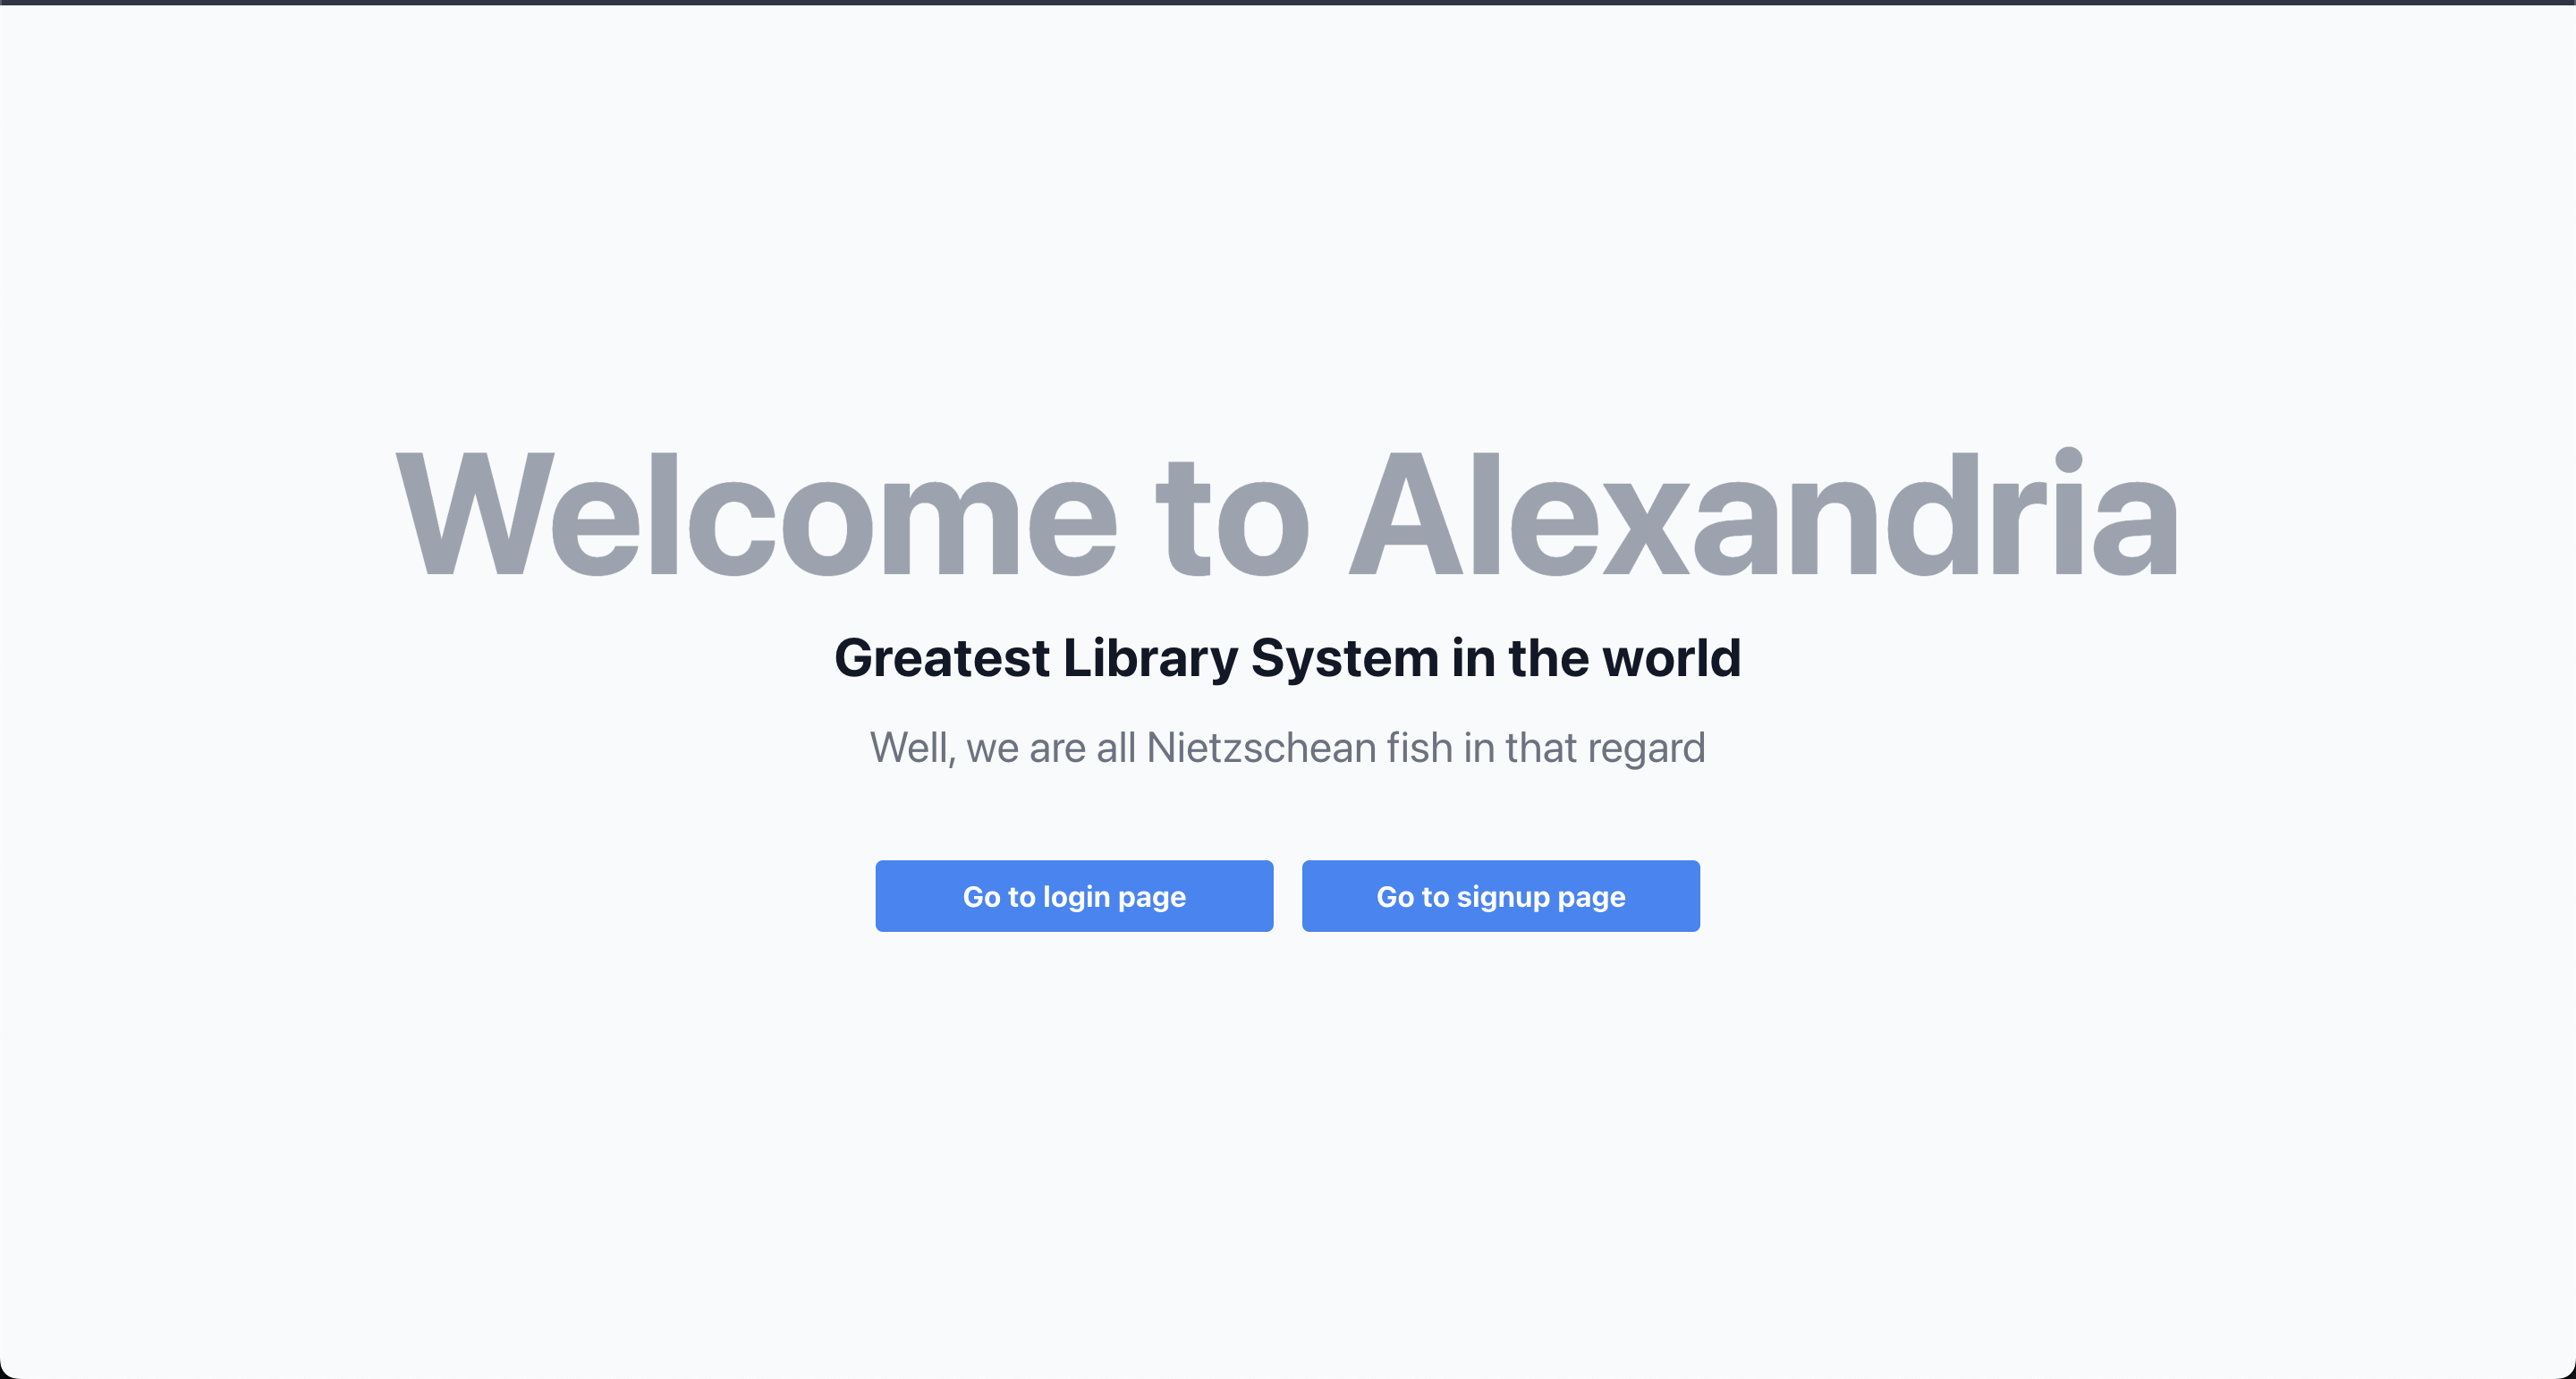 Welcome to Alexandria
Greatest Library System in the world
Well, we are all Nietzschean fish in that regard
Go to login page
Go to signup page